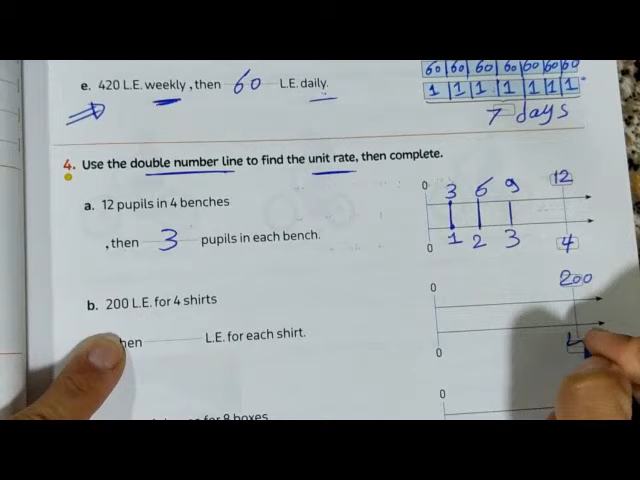 60 60 60 60 60 60 60
e. 420 L.E. weekly, then 60 L.E. daily.
1 1 1 1 1 1 1
7 days
4. Use the double number line to find the unit rate, then complete.
0 3 6 9 12
a. 12 pupils in 4 benches
, then 3 pupils in each bench.
0 1 2 3 4
0 200
b. 200 L.E. for 4 shirts
hen L.E. for each shirt.
0
0
for 8 boxes